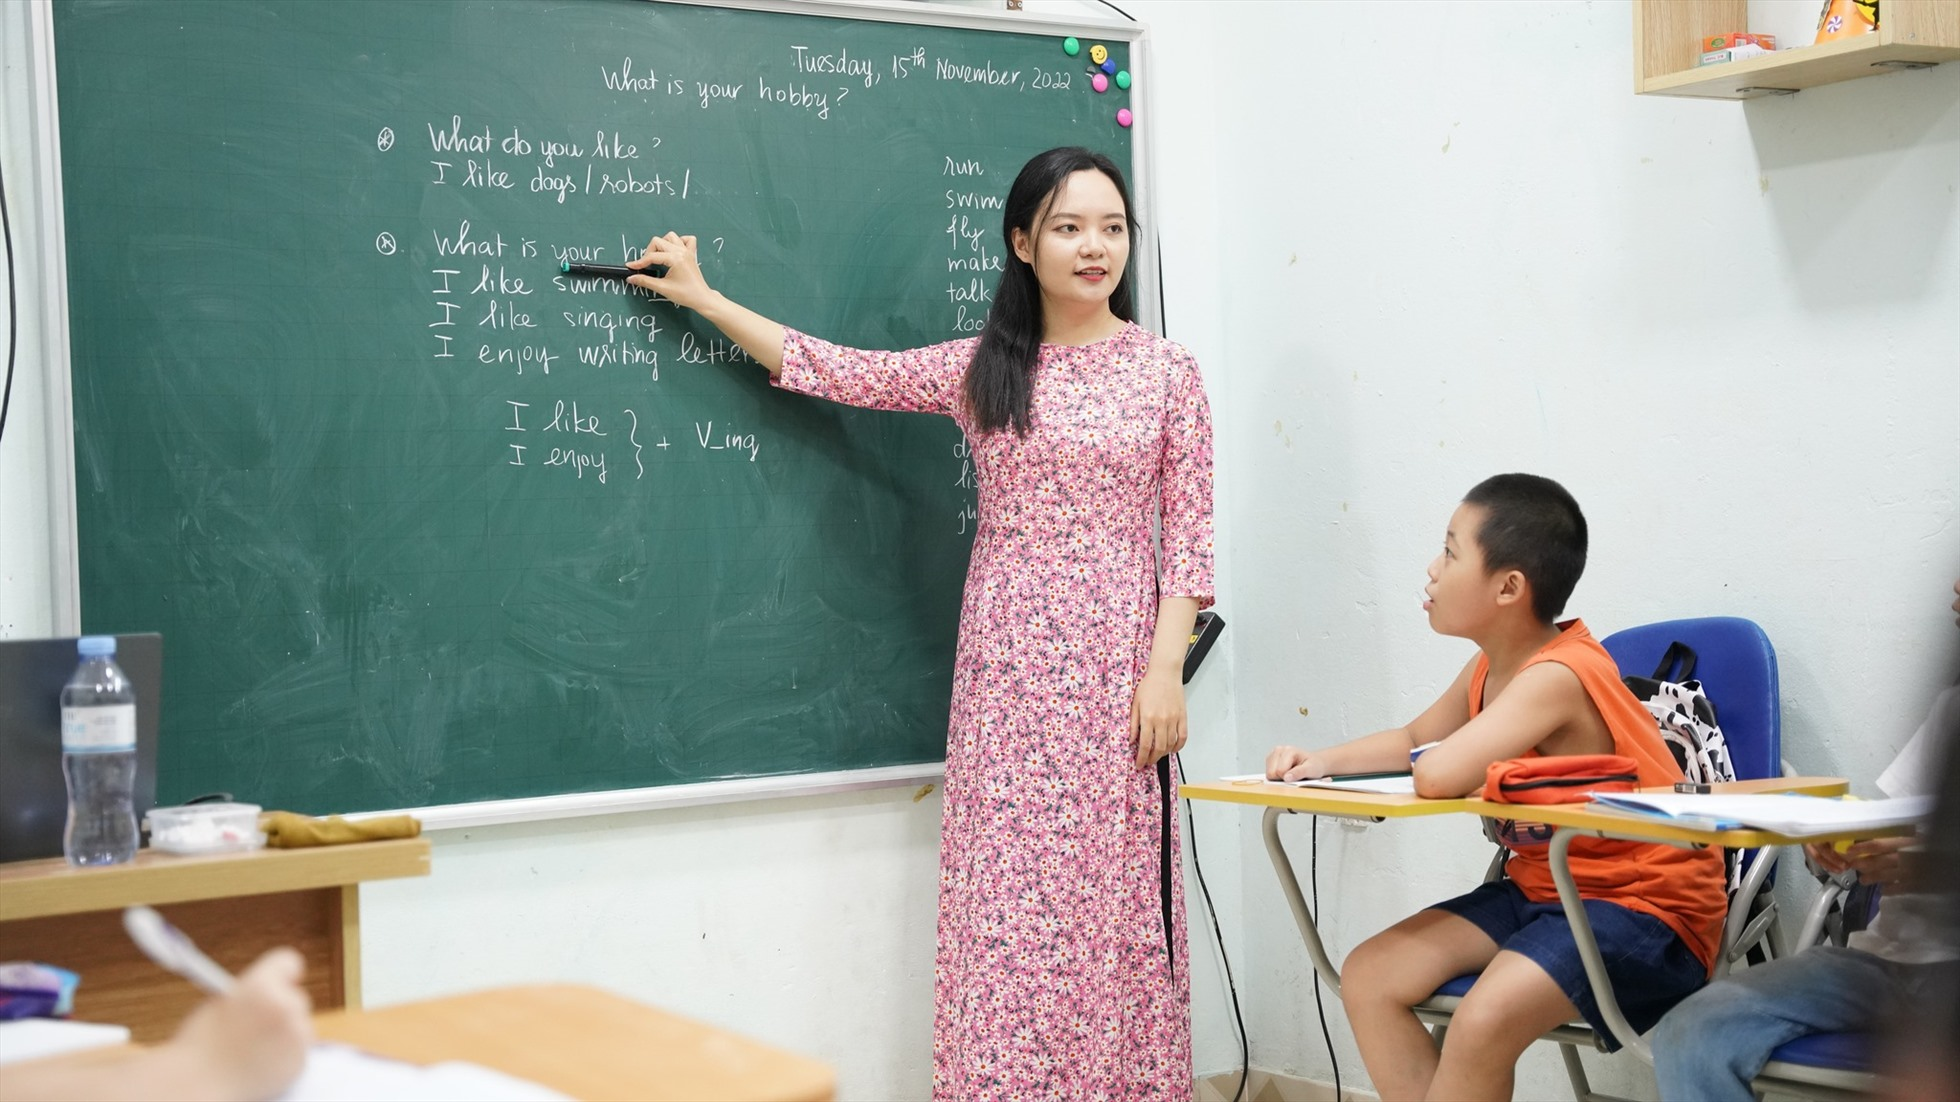 Tuesday, 15th November, 2022
What is your hobby?
What do you like?
I like dogs / robots /
What is your ?
I like
I like singing
I enjoy writing letters
I like
I enjoy } + V_ing
run
swim
fly
make
talk